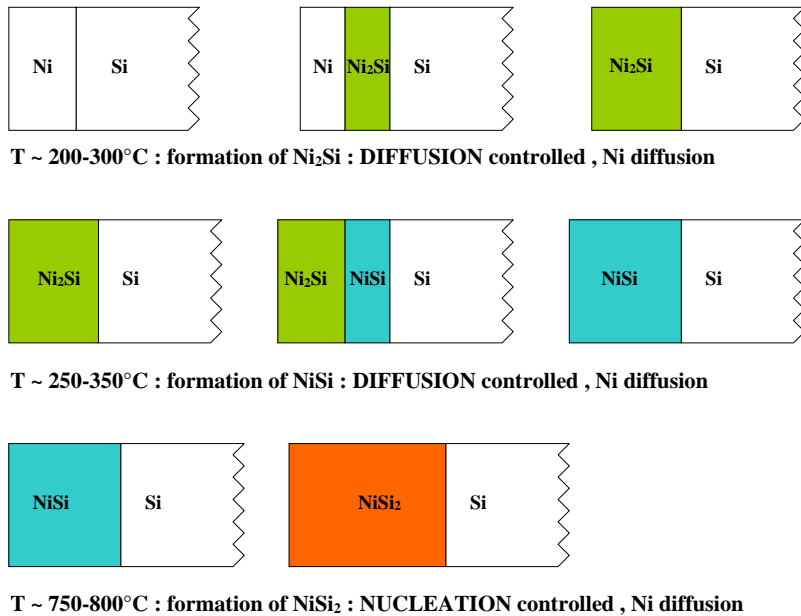 Ni Si Ni Ni₂Si Si Ni₂Si Si
T ~ 200-300°C : formation of Ni₂Si : DIFFUSION controlled , Ni diffusion
Ni₂Si Si Ni₂Si NiSi Si NiSi Si
T ~ 250-350°C : formation of NiSi : DIFFUSION controlled , Ni diffusion
NiSi Si NiSi₂ Si
T ~ 750-800°C : formation of NiSi₂ : NUCLEATION controlled , Ni diffusion